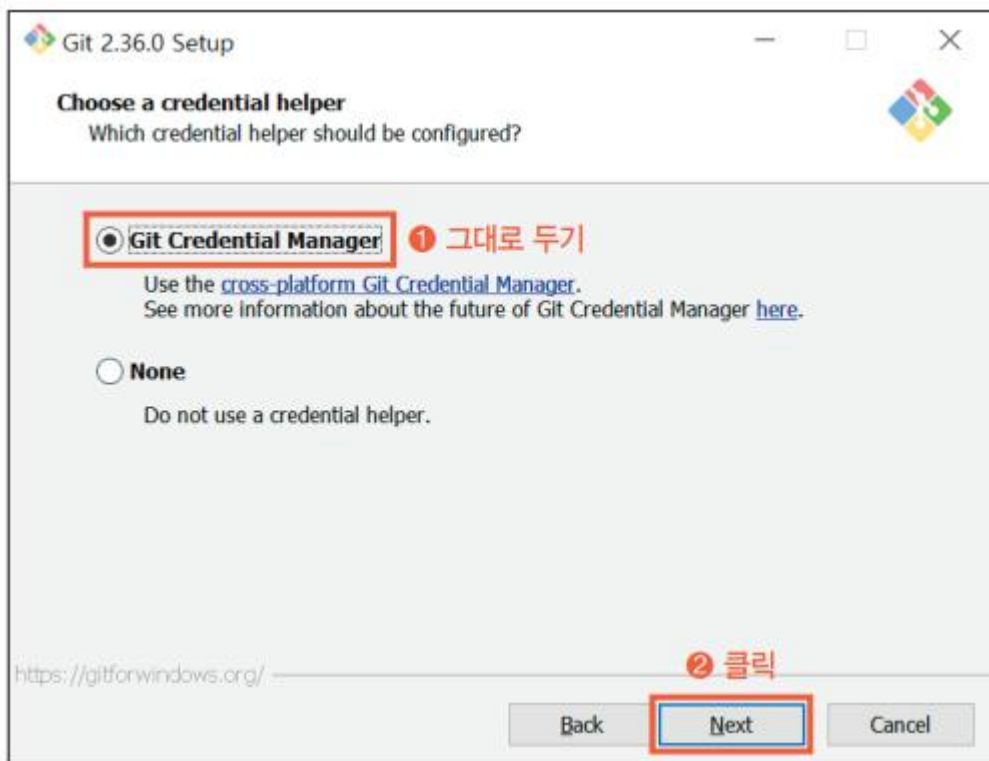 Git 2.36.0 Setup
Choose a credential helper
Which credential helper should be configured?
Git Credential Manager ❶ 그대로 두기
Use the cross-platform Git Credential Manager.
See more information about the future of Git Credential Manager here.
None
Do not use a credential helper.
❷ 클릭
https://gitforwindows.org/
Back Next Cancel